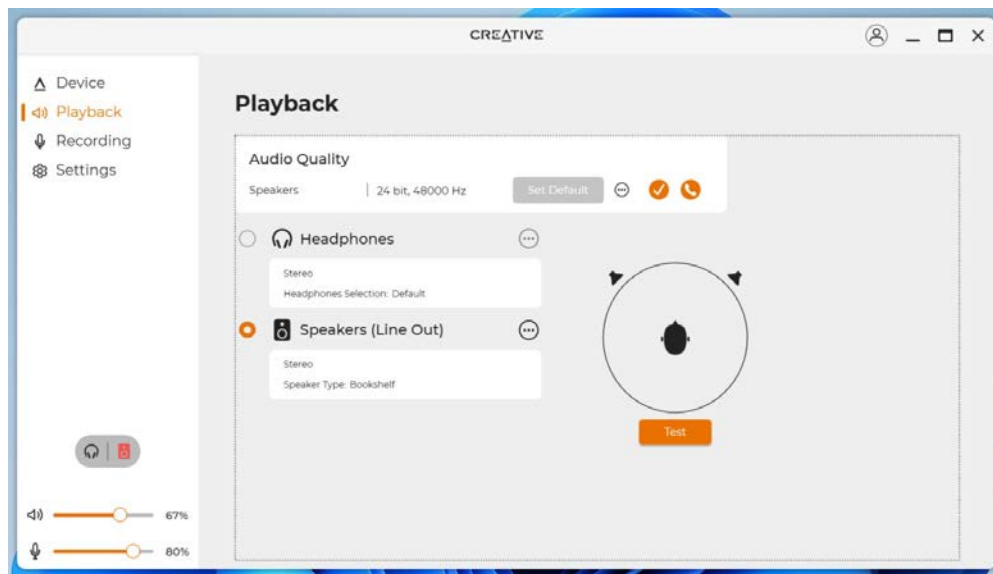 CREATIVE
Device
Playback
Recording
Settings
Playback
Audio Quality
Speakers 24 bit, 48000 Hz Set Default
Headphones
Stereo
Headphones Selection: Default
Speakers (Line Out)
Stereo
Speaker Type: Bookshelf
Test
67%
80%